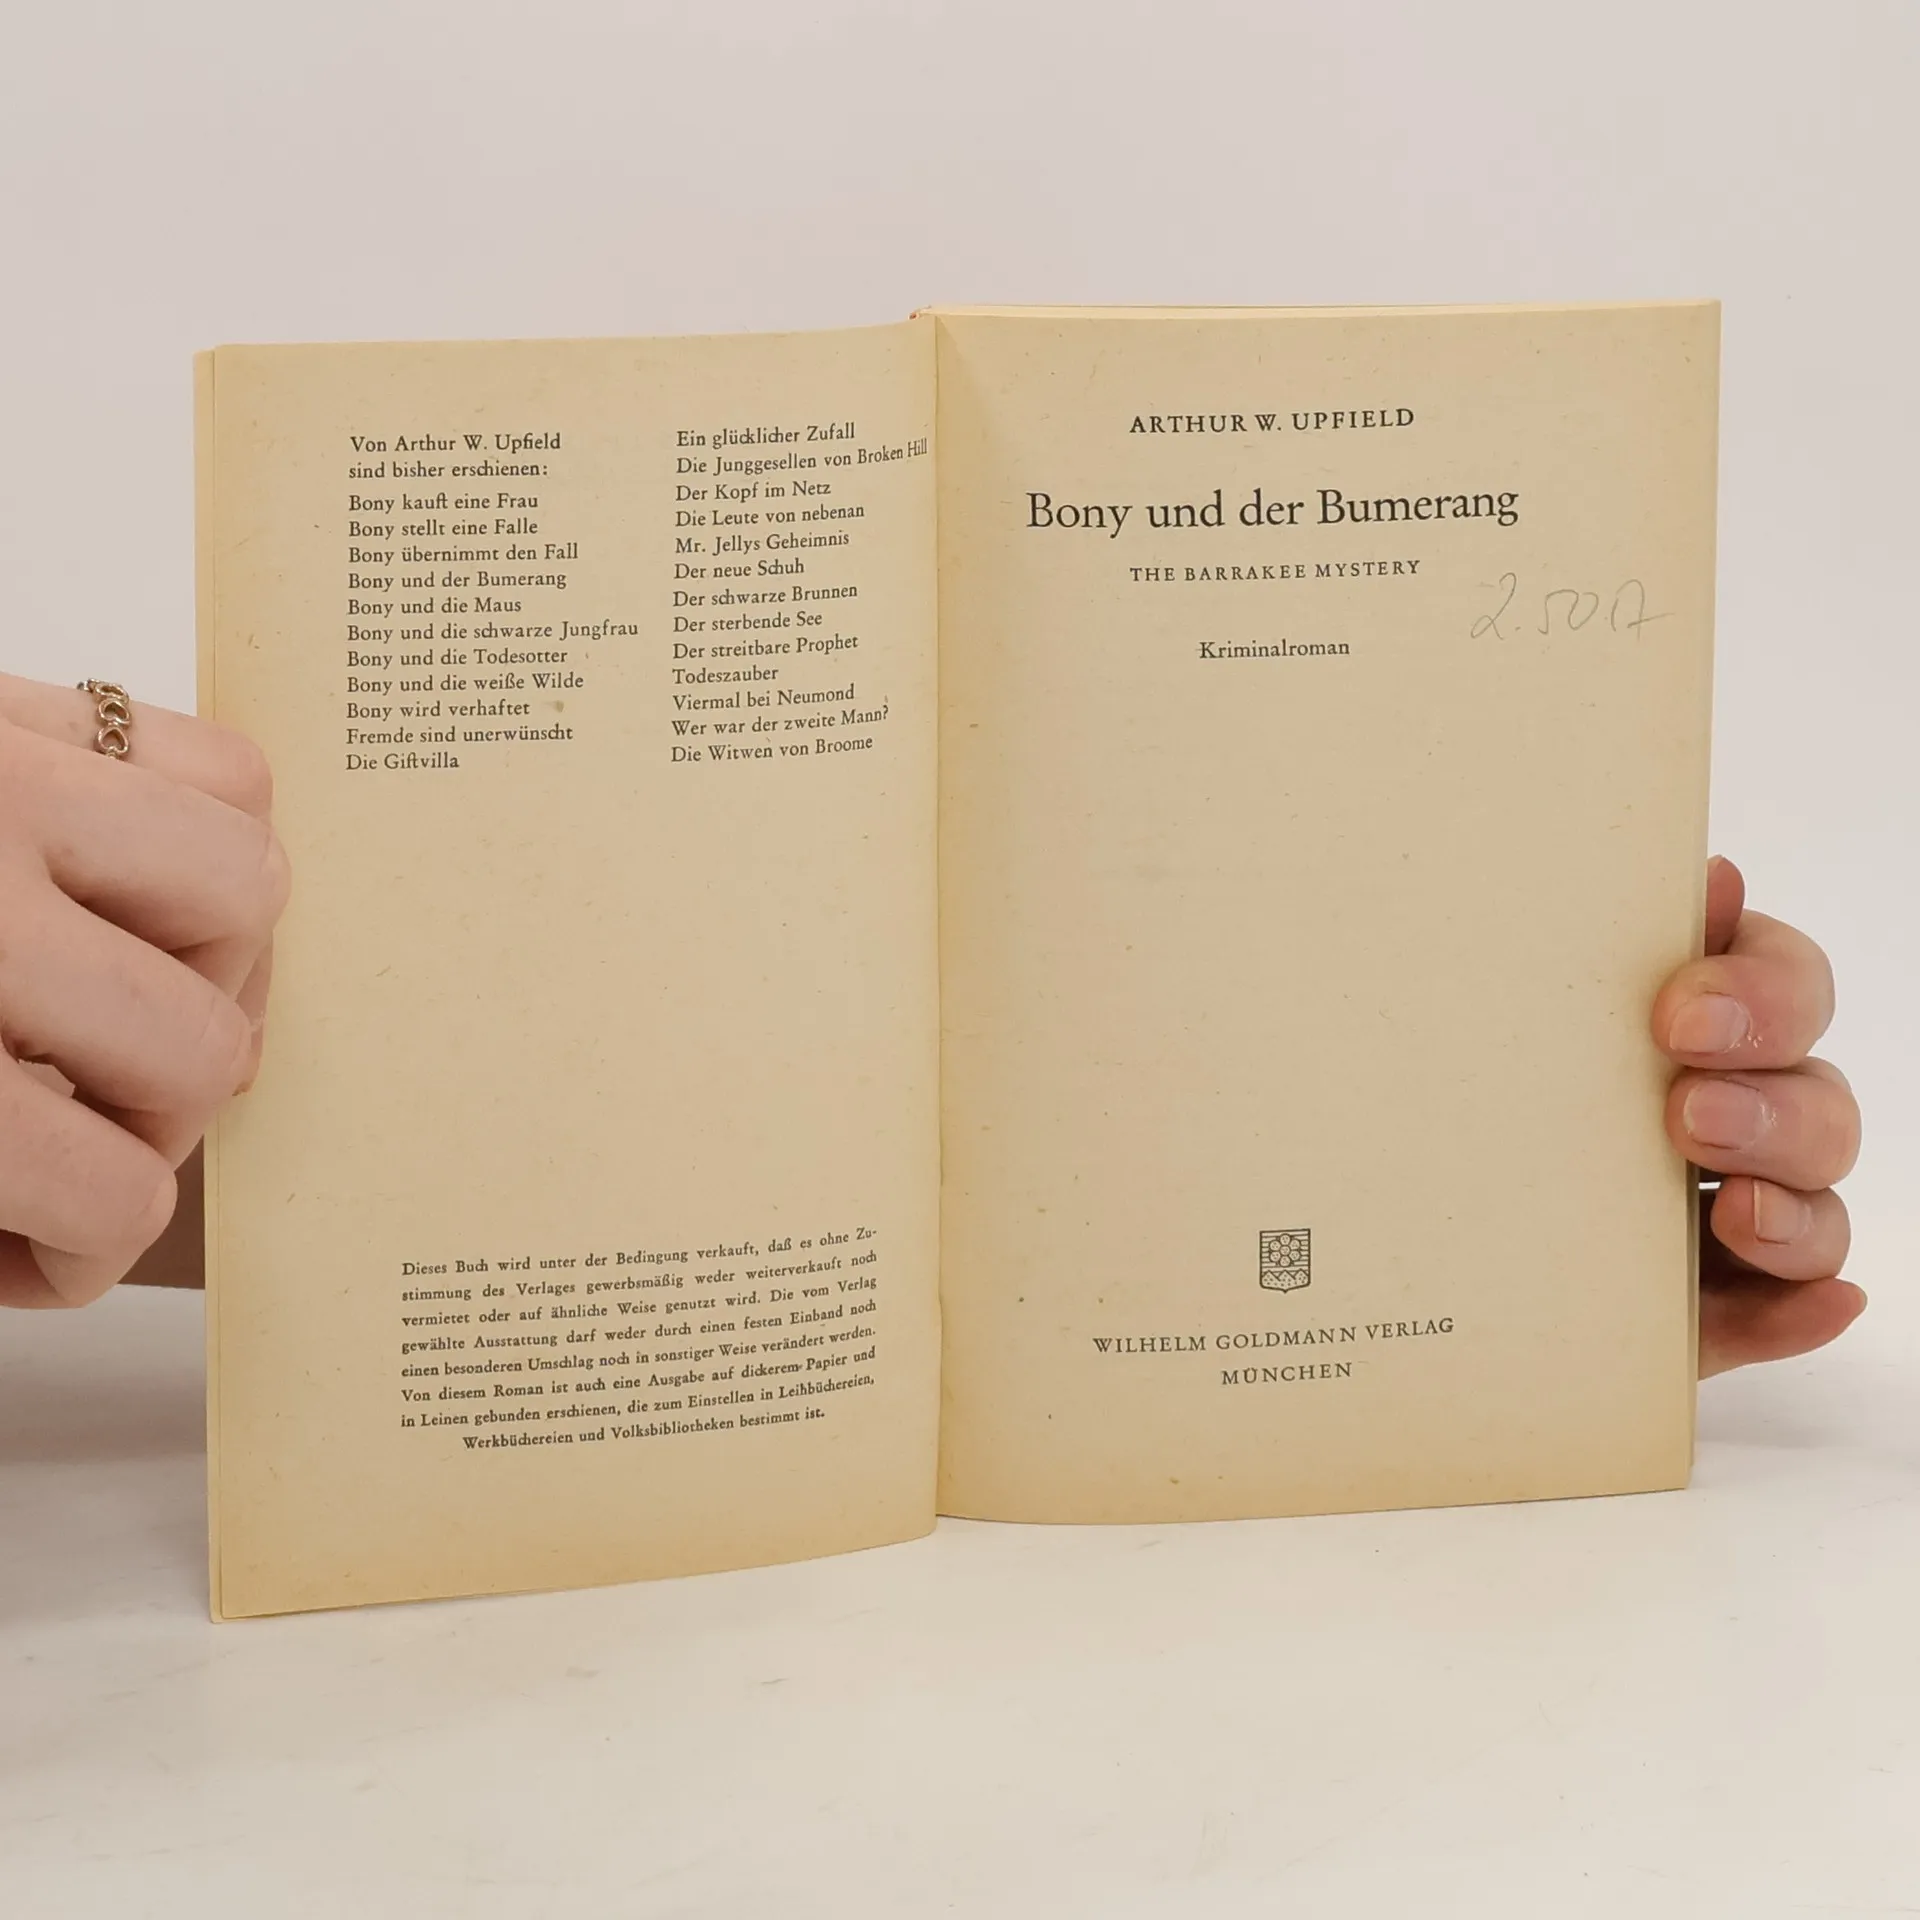 Von Arthur W. Upfield
sind bisher erschienen:
Bony kauft eine Frau
Bony stellt eine Falle
Bony übernimmt den Fall
Bony und der Bumerang
Bony und die Maus
Bony und die schwarze Jungfrau
Bony und die Todesotter
Bony und die weiße Wilde
Bony wird verhaftet
Fremde sind unerwünscht
Die Giftvilla
Ein glücklicher Zufall
Die Junggesellen von Broken Hill
Der Kopf im Netz
Die Leute von nebenan
Mr. Jellys Geheimnis
Der neue Schuh
Der schwarze Brunnen
Der sterbende See
Der streitbare Prophet
Todeszauber
Viermal bei Neumond
Wer war der zweite Mann?
Die Witwen von Broome
Dieses Buch wird unter der Bedingung verkauft, daß es ohne Zu-
stimmung des Verlages gewerbsmäßig weder weiterverkauft noch
vermietet oder auf ähnliche Weise genutzt wird. Die vom Verlag
gewählte Ausstattung darf weder durch einen festen Einband noch
einen besonderen Umschlag noch in sonstiger Weise verändert werden.
Von diesem Roman ist auch eine Ausgabe auf dickerem Papier und
in Leinen gebunden erschienen, die zum Einstellen in Leihbüchereien,
Werkbüchereien und Volksbibliotheken bestimmt ist.
ARTHUR W. UPFIELD
Bony und der Bumerang
THE BARRAKEE MYSTERY
2.50
Kriminalroman
WILHELM GOLDMANN VERLAG
MÜNCHEN